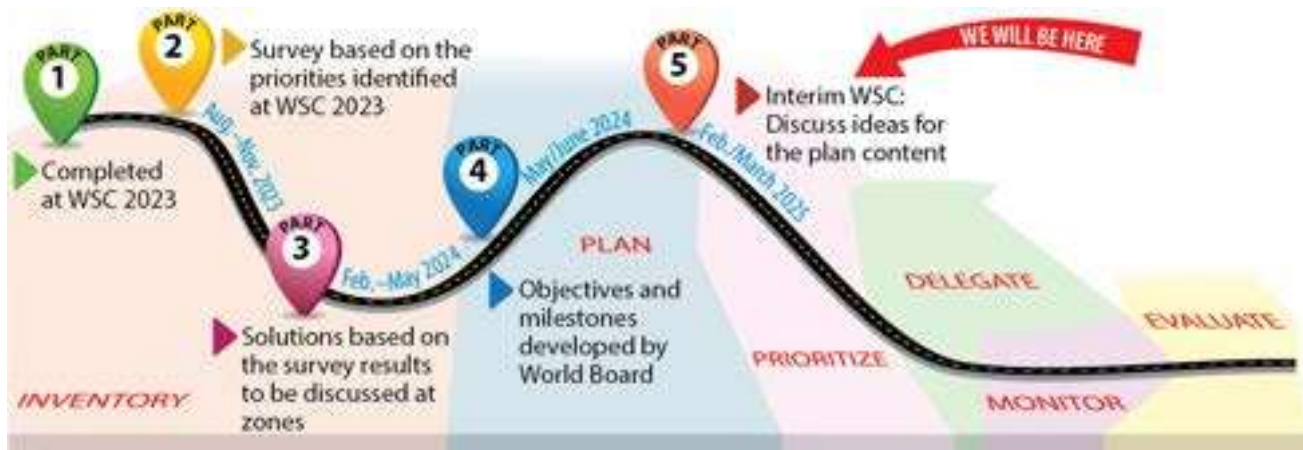 PART
1
Completed
at WSC 2023
PART
2
Survey based on the
priorities identified
at WSC 2023
Aug.–Nov. 2023
PART
3
Solutions based on
the survey results
to be discussed at
zones
Feb.–May 2024
PART
4
Objectives and
milestones
developed by
World Board
May/June 2024
PART
5
Interim WSC:
Discuss ideas for
the plan content
WE WILL BE HERE
Feb./March 2025
INVENTORY
PLAN
PRIORITIZE
DELEGATE
MONITOR
EVALUATE